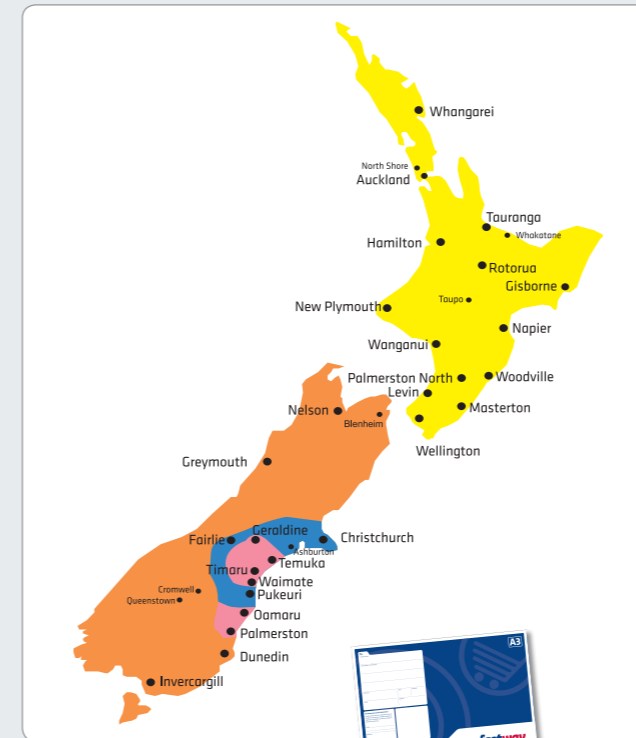 Whangarei
North Shore
Auckland
Tauranga
Whakatane
Hamilton
Rotorua
Gisborne
Taupo
New Plymouth
Napier
Wanganui
Palmerston North
Woodville
Levin
Masterton
Nelson
Blenheim
Wellington
Greymouth
Geraldine
Fairlie
Christchurch
Ashburton
Temuka
Timaru
Waimate
Cromwell
Pukeuri
Queenstown
Oamaru
Palmerston
Dunedin
Invercargill
A3